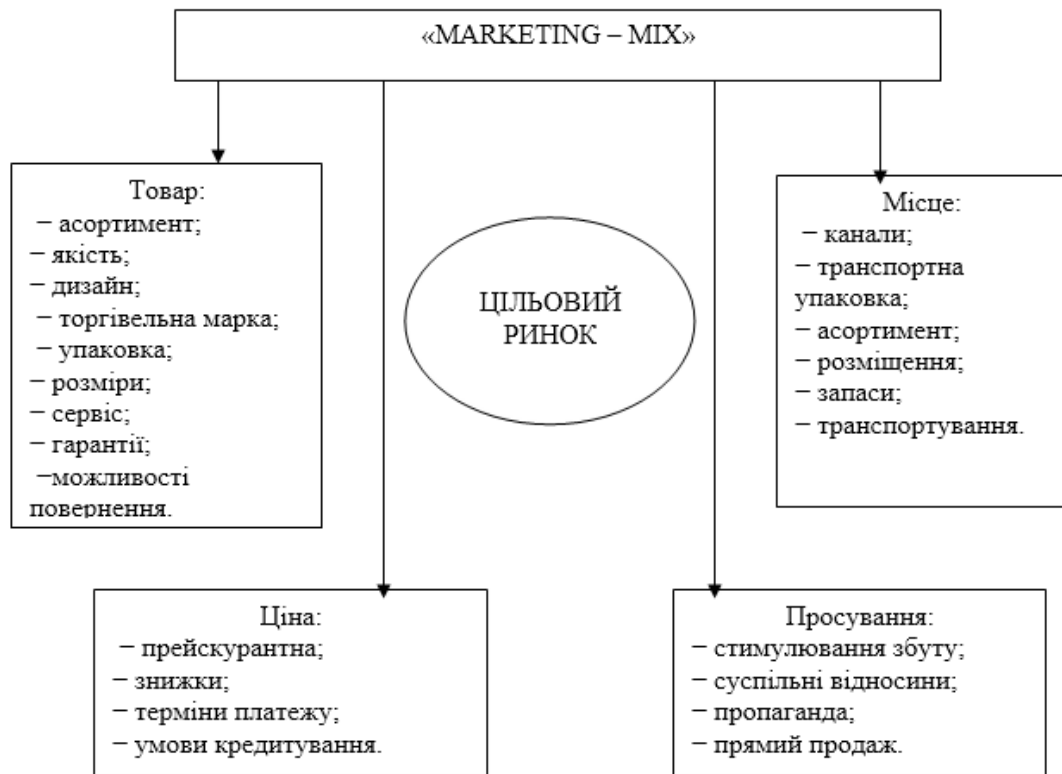 «MARKETING – MIX»
Товар:
– асортимент;
– якість;
– дизайн;
– торгівельна марка;
– упаковка;
– розміри;
– сервіс;
– гарантії;
–можливості
повернення.
ЦІЛЬОВИЙ
РИНОК
Місце:
– канали;
– транспортна
упаковка;
– асортимент;
– розміщення;
– запаси;
– транспортування.
Ціна:
– прейскурантна;
– знижки;
– терміни платежу;
– умови кредитування.
Просування:
– стимулювання збуту;
– суспільні відносини;
– пропаганда;
– прямий продаж.